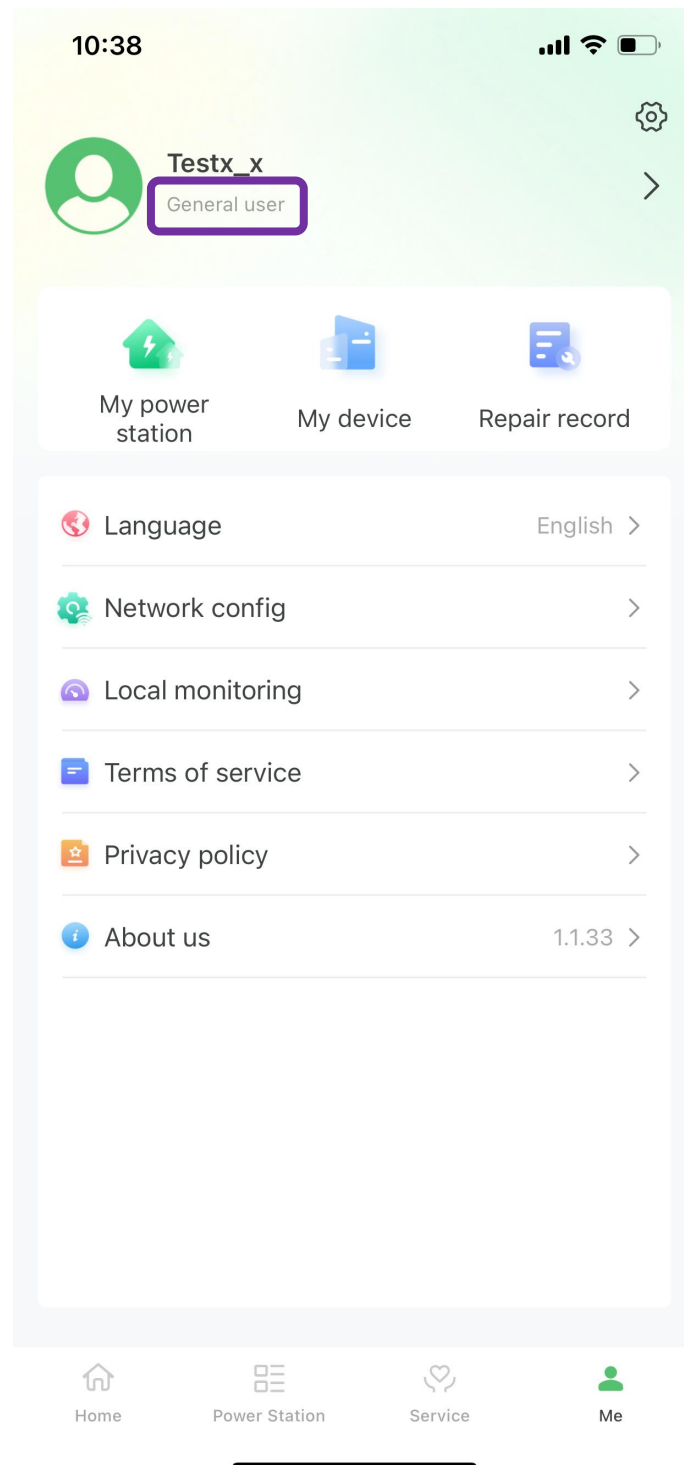 10:38
Testx_x
General user
My power
station
My device
Repair record
Language
English
Network config
Local monitoring
Terms of service
Privacy policy
About us
1.1.33
Home
Power Station
Service
Me